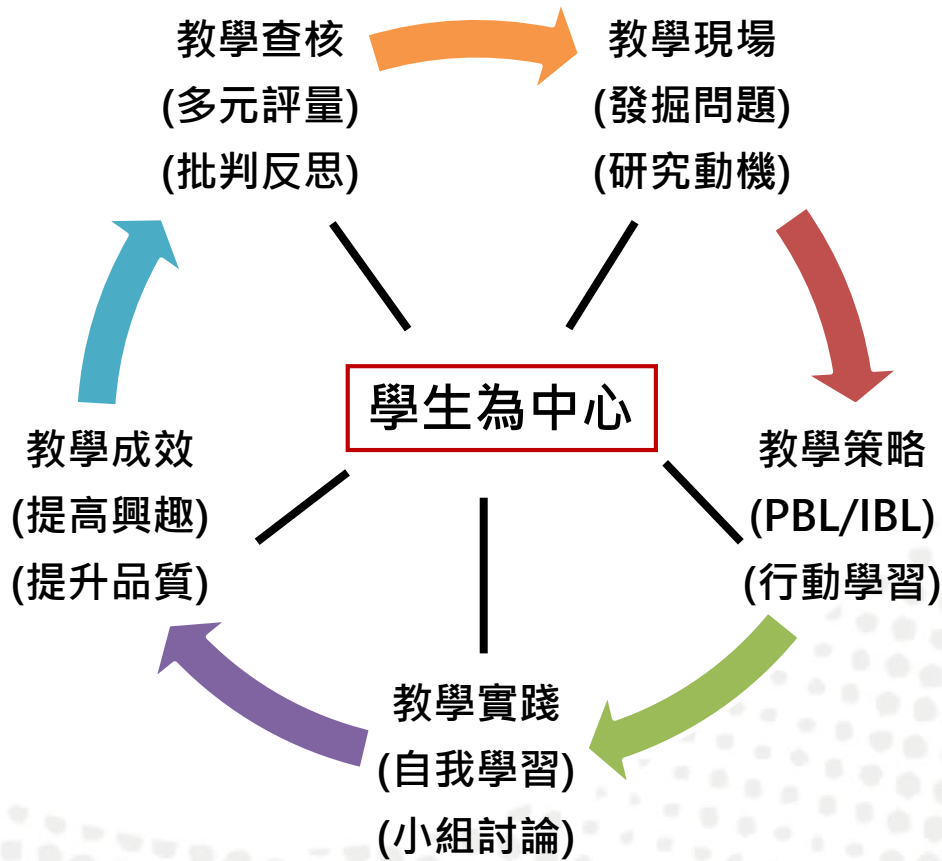 教學查核
(多元評量)
(批判反思)
教學現場
(發掘問題)
(研究動機)
學生為中心
教學成效
(提高興趣)
(提升品質)
教學策略
(PBL/IBL)
(行動學習)
教學實踐
(自我學習)
(小組討論)